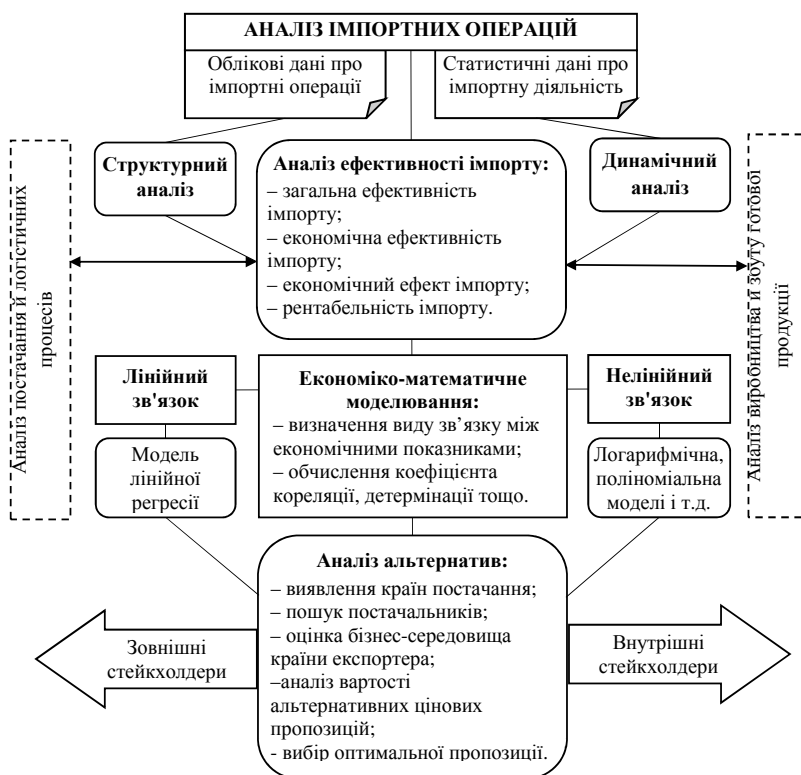 АНАЛІЗ ІМПОРТНИХ ОПЕРАЦІЙ
Облікові дані про
імпортні операції
Статистичні дані про
імпортну діяльність
Структурний
аналіз
Аналіз ефективності імпорту:
– загальна ефективність
імпорту;
– економічна ефективність
імпорту;
– економічний ефект імпорту;
– рентабельність імпорту.
Динамічний
аналіз
Аналіз постачання й логістичних
процесів
Аналіз виробництва й збуту готової
продукції
Лінійний
зв'язок
Економіко-математичне
моделювання:
– визначення виду зв’язку між
економічними показниками;
– обчислення коефіцієнта
кореляції, детермінації тощо.
Нелінійний
зв'язок
Модель
лінійної
регресії
Логарифмічна,
поліноміальна
моделі і т.д.
Аналіз альтернатив:
– виявлення країн постачання;
– пошук постачальників;
– оцінка бізнес-середовища
країни експортера;
–аналіз вартості
альтернативних цінових
пропозицій;
- вибір оптимальної пропозиції.
Зовнішні
стейкхолдери
Внутрішні
стейкхолдери